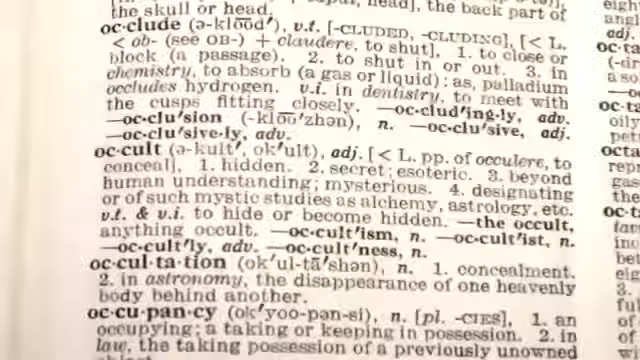 the skull or head.
head], the back part of
oc·clude (ə-klōōd'), v.t. [-CLUDED, -CLUDING], [< L.
< ob- (see OB-) + claudere, to shut]. 1. to close or
block (a passage). 2. to shut in or out. 3. in
chemistry, to absorb (a gas or liquid): as, palladium
occludes hydrogen. v.i. in dentistry, to meet with
the cusps fitting closely. —oc·clud'ing·ly, adv.
—oc·clu'sion (-klōō'zhən), n. —oc·clu'sive, adj.
—oc·clu'sive·ly, adv.
oc·cult (ə-kult', ok'ult), adj. [< L. pp. of occulere, to
conceal]. 1. hidden. 2. secret; esoteric. 3. beyond
human understanding; mysterious. 4. designating
or of such mystic studies as alchemy, astrology, etc.
v.t. & v.i. to hide or become hidden. —the occult,
anything occult. —oc·cult'ism, n. —oc·cult'ist, n.
—oc·cult'ly, adv. —oc·cult'ness, n.
oc·cul·ta·tion (ok'ul-tā'shən), n. 1. concealment.
2. in astronomy, the disappearance of one heavenly
body behind another.
oc·cu·pan·cy (ok'yoo-pən-si), n. [pl. -CIES], 1. an
occupying; a taking or keeping in possession. 2. in
law, the taking possession of a previously unowned